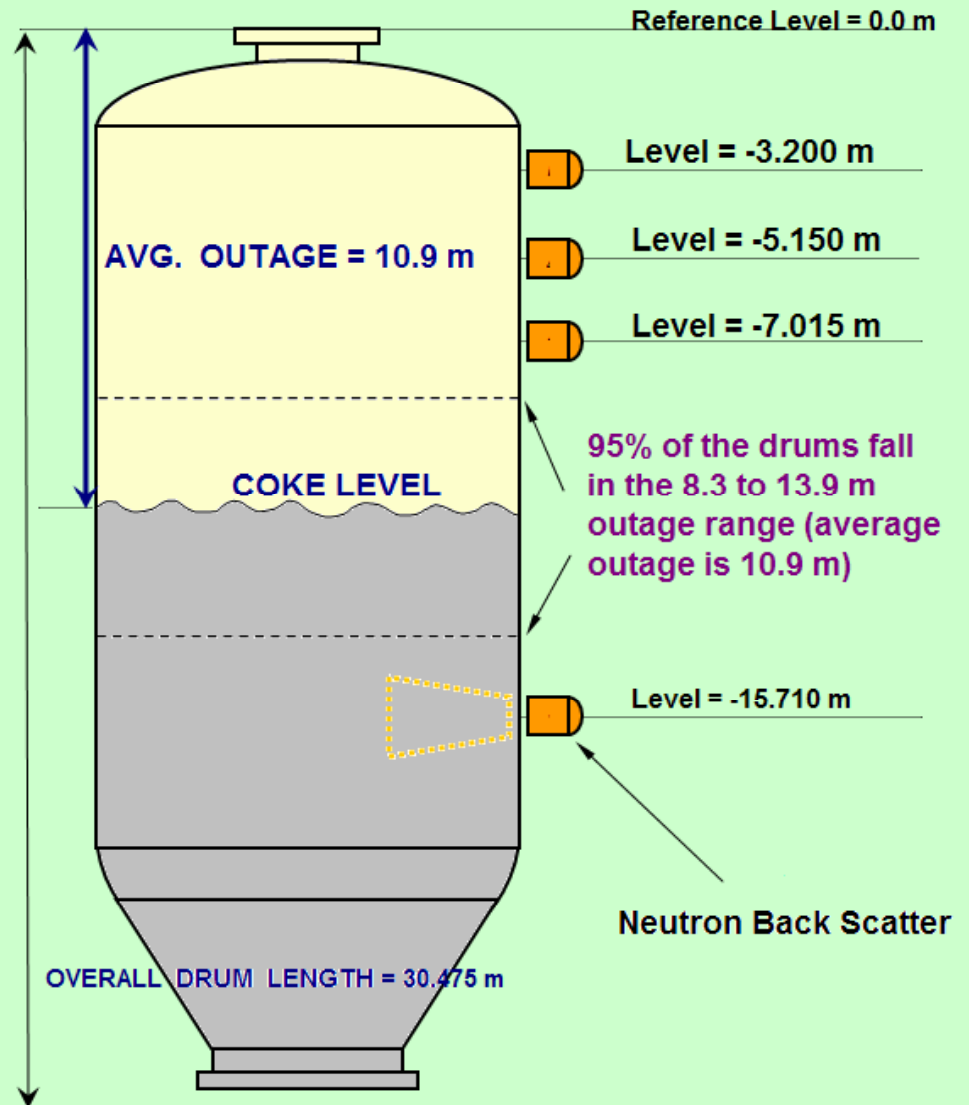 Reference Level = 0.0 m
Level = -3.200 m
AVG. OUTAGE = 10.9 m
Level = -5.150 m
Level = -7.015 m
95% of the drums fall
in the 8.3 to 13.9 m
outage range (average
outage is 10.9 m)
COKE LEVEL
Level = -15.710 m
Neutron Back Scatter
OVERALL DRUM LENGTH = 30.475 m